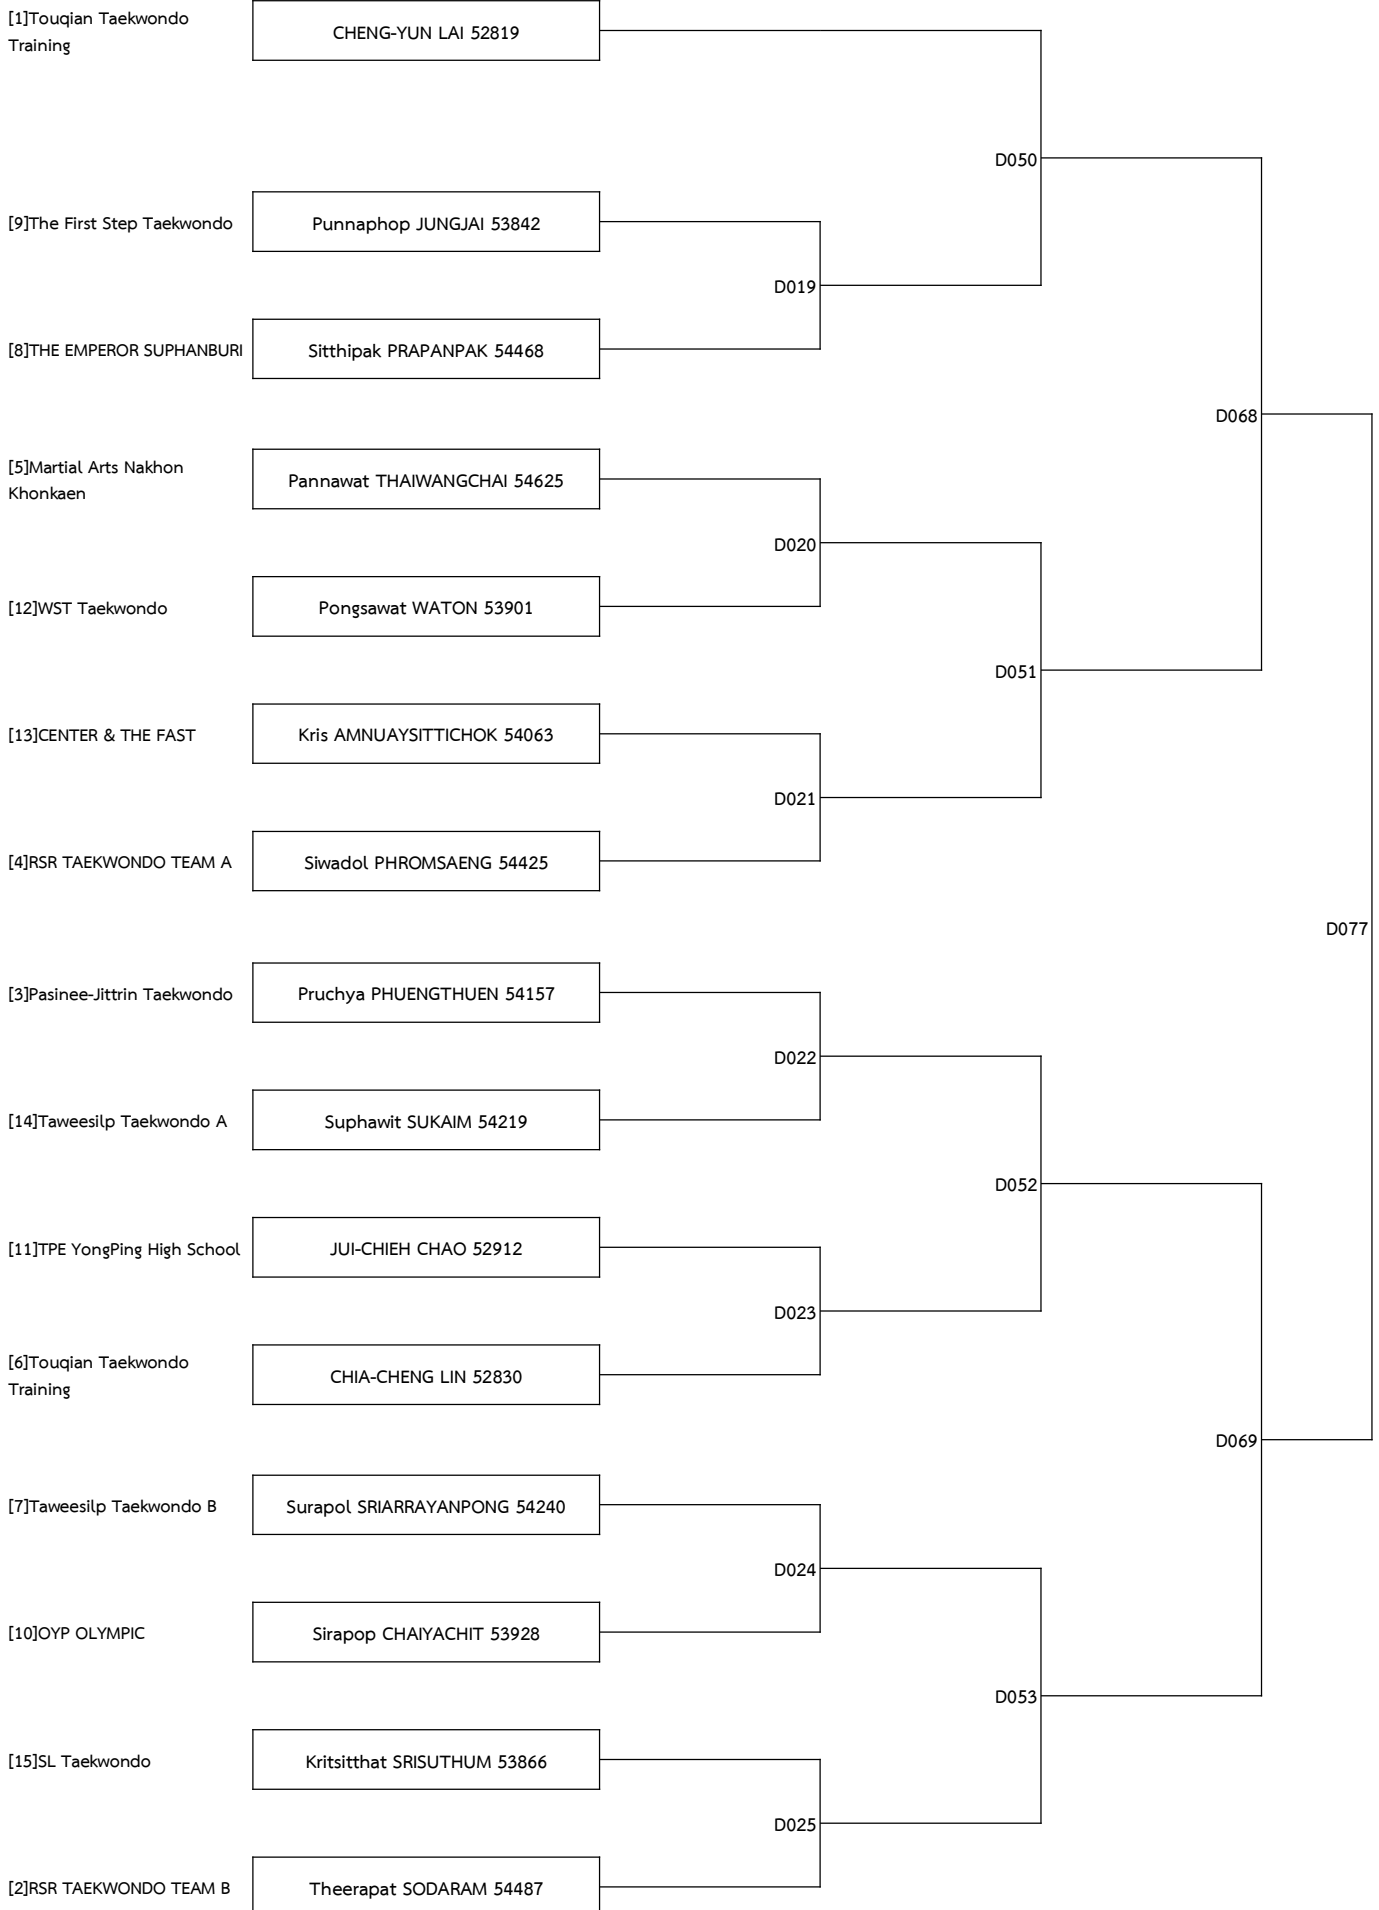 [1]Touqian Taekwondo
Training
CHENG-YUN LAI 52819
D050
[9]The First Step Taekwondo
Punnaphop JUNGJAI 53842
D019
[8]THE EMPEROR SUPHANBURI
Sitthipak PRAPANPAK 54468
D068
[5]Martial Arts Nakhon
Khonkaen
Pannawat THAIWANGCHAI 54625
D020
[12]WST Taekwondo
Pongsawat WATON 53901
D051
[13]CENTER & THE FAST
Kris AMNUAYSITTICHOK 54063
D021
[4]RSR TAEKWONDO TEAM A
Siwadol PHROMSAENG 54425
D077
[3]Pasinee-Jittrin Taekwondo
Pruchya PHUENGTHUEN 54157
D022
[14]Taweesilp Taekwondo A
Suphawit SUKAIM 54219
D052
[11]TPE YongPing High School
JUI-CHIEH CHAO 52912
D023
[6]Touqian Taekwondo
Training
CHIA-CHENG LIN 52830
D069
[7]Taweesilp Taekwondo B
Surapol SRIARRAYANPONG 54240
D024
[10]OYP OLYMPIC
Sirapop CHAIYACHIT 53928
D053
[15]SL Taekwondo
Kritsitthat SRISUTHUM 53866
D025
[2]RSR TAEKWONDO TEAM B
Theerapat SODARAM 54487